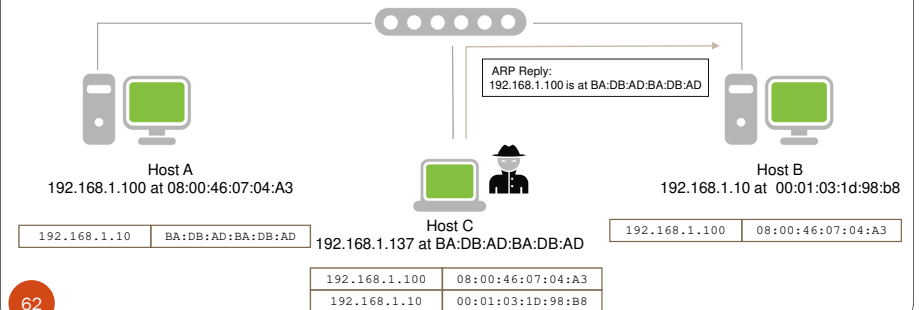 ARP Reply:
192.168.1.100 is at BA:DB:AD:BA:DB:AD
Host A
192.168.1.100 at 08:00:46:07:04:A3
Host B
192.168.1.10 at 00:01:03:1d:98:b8
Host C
192.168.1.137 at BA:DB:AD:BA:DB:AD
192.168.1.10 BA:DB:AD:BA:DB:AD
192.168.1.100 08:00:46:07:04:A3
192.168.1.100 08:00:46:07:04:A3
192.168.1.10 00:01:03:1D:98:B8
62